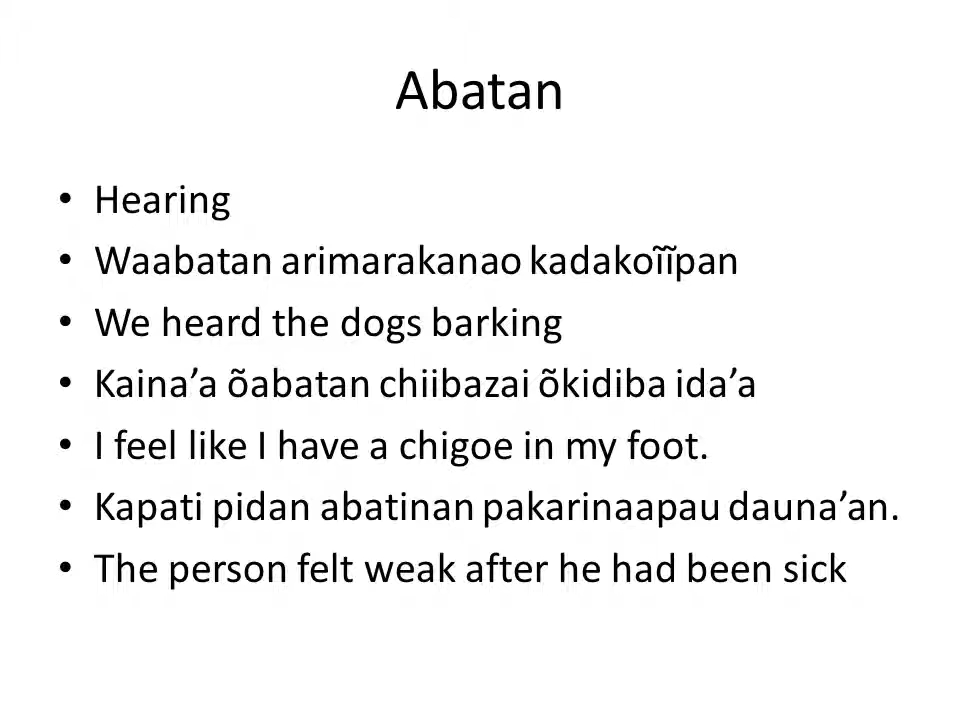 Abatan
• Hearing
• Waabatan arimarakanao kadakoĩĩpan
• We heard the dogs barking
• Kaina’a õabatan chiibazai õkidiba ida’a
• I feel like I have a chigoe in my foot.
• Kapati pidan abatinan pakarinaapau dauna’an.
• The person felt weak after he had been sick